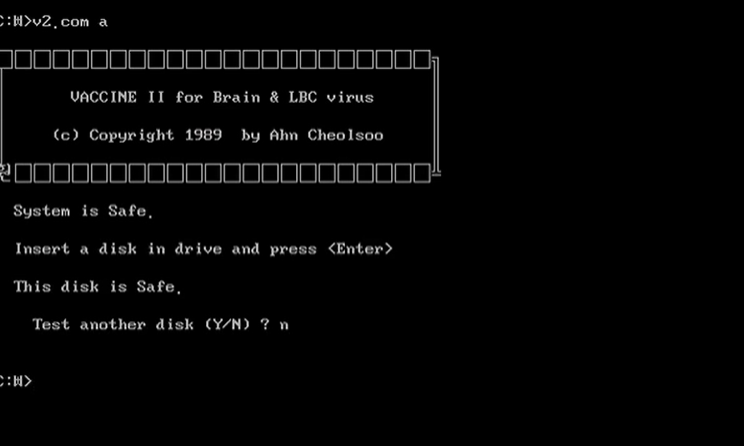 C:₩>v2.com a
VACCINE II for Brain & LBC virus
(c) Copyright 1989 by Ahn Cheolsoo
System is Safe.
Insert a disk in drive and press <Enter>
This disk is Safe.
Test another disk (Y/N) ? n
C:₩>